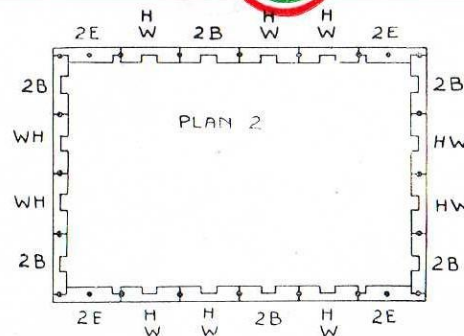 2E H W 2B H W H W 2E
2B 2B
PLAN 2
WH HW
WH HW
2B 2B
2E H W H W 2B H W 2E